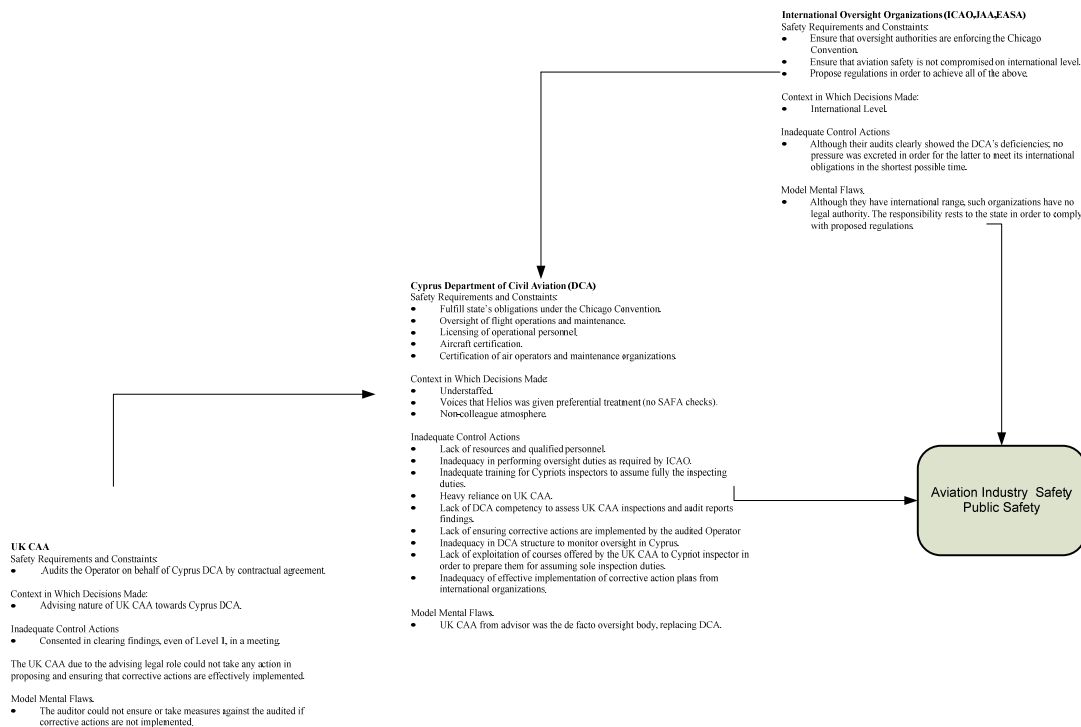 International Oversight Organizations (ICAO,JAA,EASA)
Safety Requirements and Constraints:
• Ensure that oversight authorities are enforcing the Chicago
Convention.
• Ensure that aviation safety is not compromised on international level.
• Propose regulations in order to achieve all of the above.
Context in Which Decisions Made:
• International Level.
Inadequate Control Actions
• Although their audits clearly showed the DCA's deficiencies; no
pressure was excreted in order for the latter to meet its international
obligations in the shortest possible time.
Model Mental Flaws.
• Although they have international range, such organizations have no
legal authority. The responsibility rests to the state in order to comply
with proposed regulations.
Cyprus Department of Civil Aviation (DCA)
Safety Requirements and Constraints:
• Fulfill state's obligations under the Chicago Convention.
• Oversight of flight operations and maintenance.
• Licensing of operational personnel.
• Aircraft certification.
• Certification of air operators and maintenance organizations.
Context in Which Decisions Made:
• Understaffed.
• Voices that Helios was given preferential treatment (no SAFA checks).
• Non-colleague atmosphere.
Inadequate Control Actions
• Lack of resources and qualified personnel.
• Inadequacy in performing oversight duties as required by ICAO.
• Inadequate training for Cypriots inspectors to assume fully the inspecting
duties.
• Heavy reliance on UK CAA.
• Lack of DCA competency to assess UK CAA inspections and audit reports
findings.
• Lack of ensuring corrective actions are implemented by the audited Operator
• Inadequacy in DCA structure to monitor oversight in Cyprus.
• Lack of exploitation of courses offered by the UK CAA to Cypriot inspector in
order to prepare them for assuming sole inspection duties.
• Inadequacy of effective implementation of corrective action plans from
international organizations.
Model Mental Flaws.
• UK CAA from advisor was the de facto oversight body, replacing DCA.
Aviation Industry Safety
Public Safety
UK CAA
Safety Requirements and Constraints:
• .Audits the Operator on behalf of Cyprus DCA by contractual agreement.
Context in Which Decisions Made:
• Advising nature of UK CAA towards Cyprus DCA.
Inadequate Control Actions
• Consented in clearing findings, even of Level 1, in a meeting.
The UK CAA due to the advising legal role could not take any action in
proposing and ensuring that corrective actions are effectively implemented.
Model Mental Flaws.
• The auditor could not ensure or take measures against the audited if
corrective actions are not implemented.